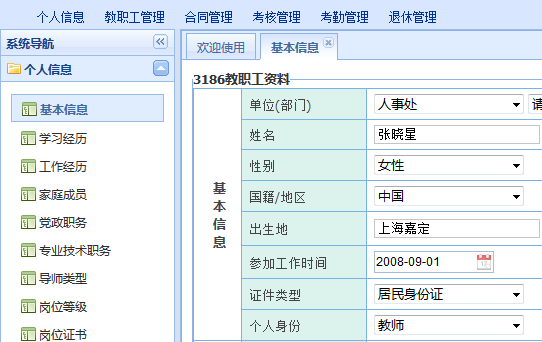 个人信息 教职工管理 合同管理 考核管理 考勤管理 退休管理
系统导航
个人信息
基本信息
学习经历
工作经历
家庭成员
党政职务
专业技术职务
导师类型
岗位等级
岗位证书
欢迎使用 基本信息
3186教职工资料
基本信息
单位(部门) 人事处 请
姓名 张晓星
性别 女性
国籍/地区 中国
出生地 上海嘉定
参加工作时间 2008-09-01
证件类型 居民身份证
个人身份 教师